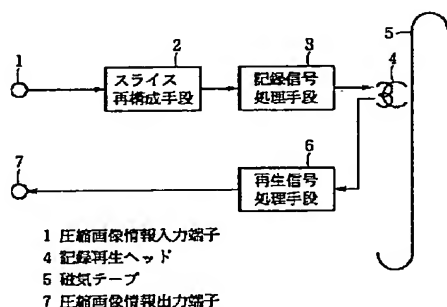 1
2
スライス
再構成手段
3
記録信号
処理手段
4
5
7
6
再生信号
処理手段
1 圧縮画像情報入力端子
4 記録再生ヘッド
5 磁気テープ
7 圧縮画像情報出力端子